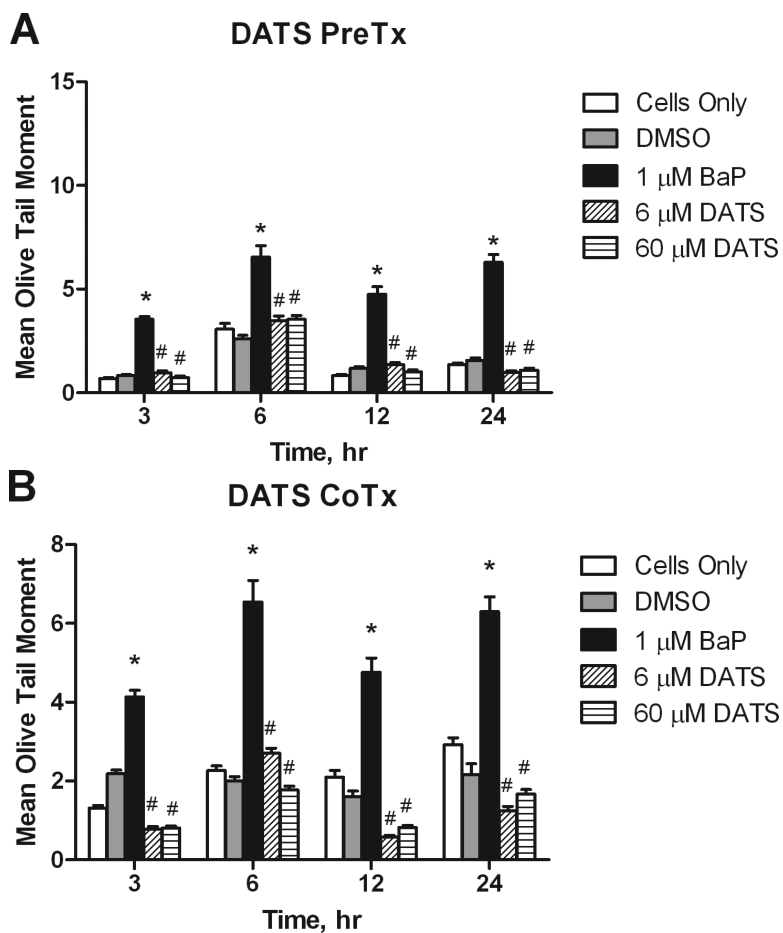 A
DATS PreTx
Mean Olive Tail Moment
15
10
5
0
*
# #
*
# #
*
# #
*
# #
3 6 12 24
Time, hr
Cells Only
DMSO
1 μM BaP
6 μM DATS
60 μM DATS
B
DATS CoTx
Mean Olive Tail Moment
8
6
4
2
0
*
# #
*
# #
*
# #
*
# #
3 6 12 24
Time, hr
Cells Only
DMSO
1 μM BaP
6 μM DATS
60 μM DATS